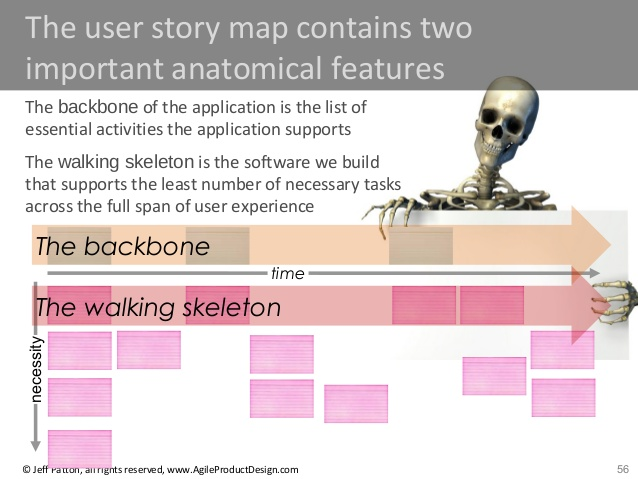 The user story map contains two
important anatomical features
The backbone of the application is the list of
essential activities the application supports
The walking skeleton is the software we build
that supports the least number of necessary tasks
across the full span of user experience
The backbone
time
The walking skeleton
necessity
© Jeff Patton, all rights reserved, www.AgileProductDesign.com
56